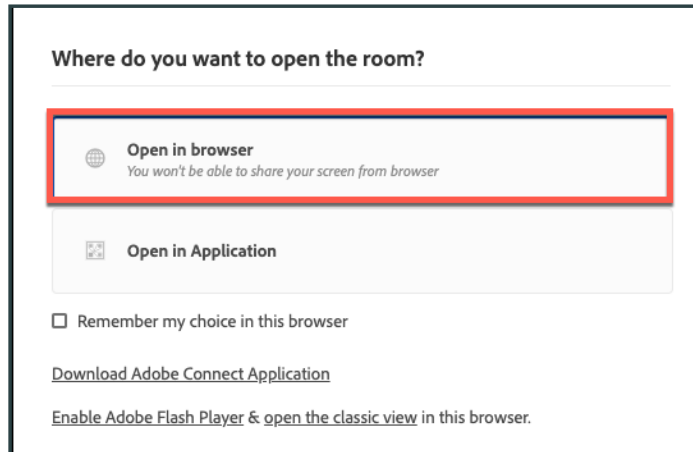 Where do you want to open the room?
Open in browser
You won't be able to share your screen from browser
Open in Application
Remember my choice in this browser
Download Adobe Connect Application
Enable Adobe Flash Player & open the classic view in this browser.